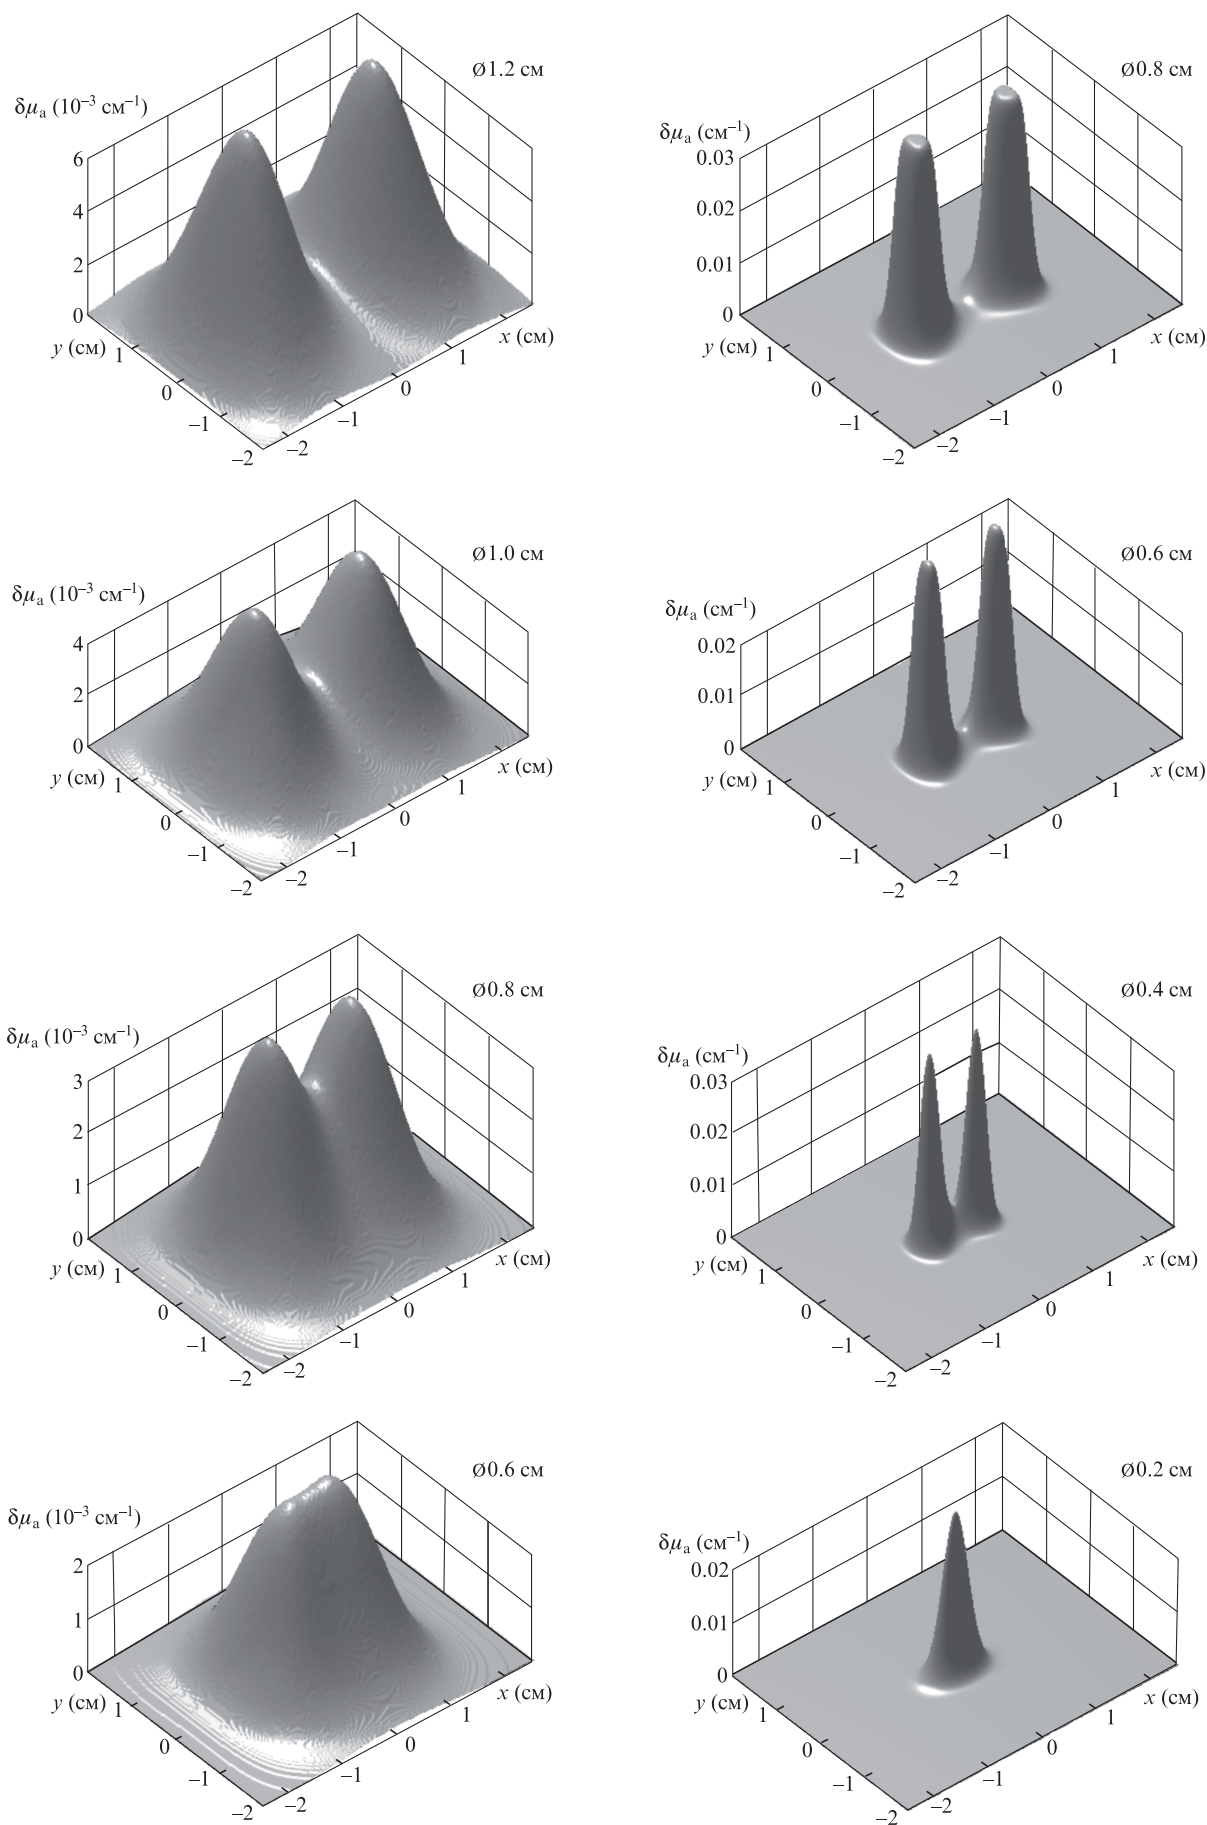 Ø1.2 см
δμa (10–3 см–1)
6
4
2
0
y (см)
1
0
–1
–2
–2
–1
0
1
x (см)
Ø0.8 см
δμa (см–1)
0.03
0.02
0.01
0
y (см)
1
0
–1
–2
–2
–1
0
1
x (см)
Ø1.0 см
δμa (10–3 см–1)
4
2
0
y (см)
1
0
–1
–2
–2
–1
0
1
x (см)
Ø0.6 см
δμa (см–1)
0.02
0.01
0
y (см)
1
0
–1
–2
–2
–1
0
1
x (см)
Ø0.8 см
δμa (10–3 см–1)
3
2
1
0
y (см)
1
0
–1
–2
–2
–1
0
1
x (см)
Ø0.4 см
δμa (см–1)
0.03
0.02
0.01
0
y (см)
1
0
–1
–2
–2
–1
0
1
x (см)
Ø0.6 см
δμa (10–3 см–1)
2
1
0
y (см)
1
0
–1
–2
–2
–1
0
1
x (см)
Ø0.2 см
δμa (см–1)
0.02
0.01
0
y (см)
1
0
–1
–2
–2
–1
0
1
x (см)